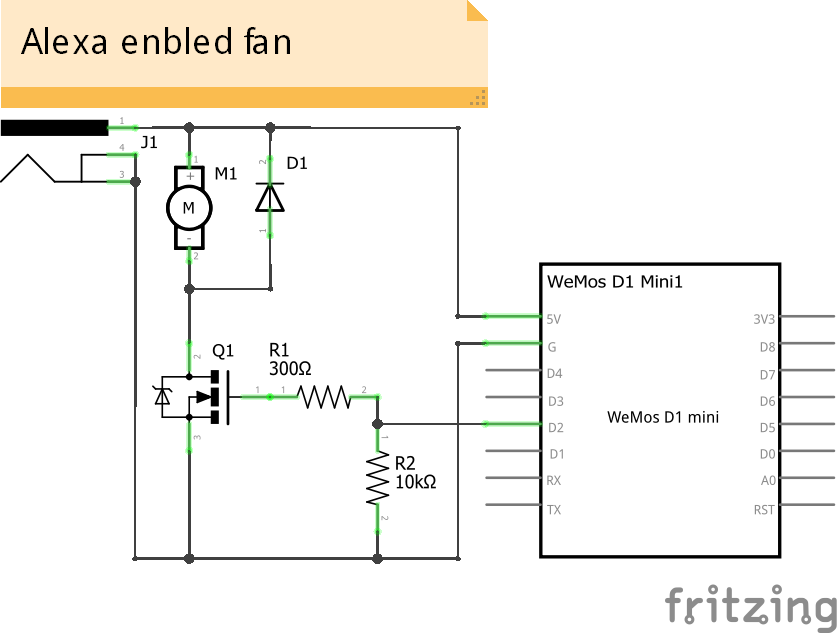 Alexa enbled fan
1
J1
4
3
1
M1
+
M
-
2
2
D1
1
WeMos D1 Mini1
5V
3V3
G
D8
D4
D7
D3
D6
WeMos D1 mini
D2
D5
D1
D0
RX
A0
TX
RST
Q1
2
1
3
R1
300Ω
1
2
1
R2
10kΩ
2
fritzing